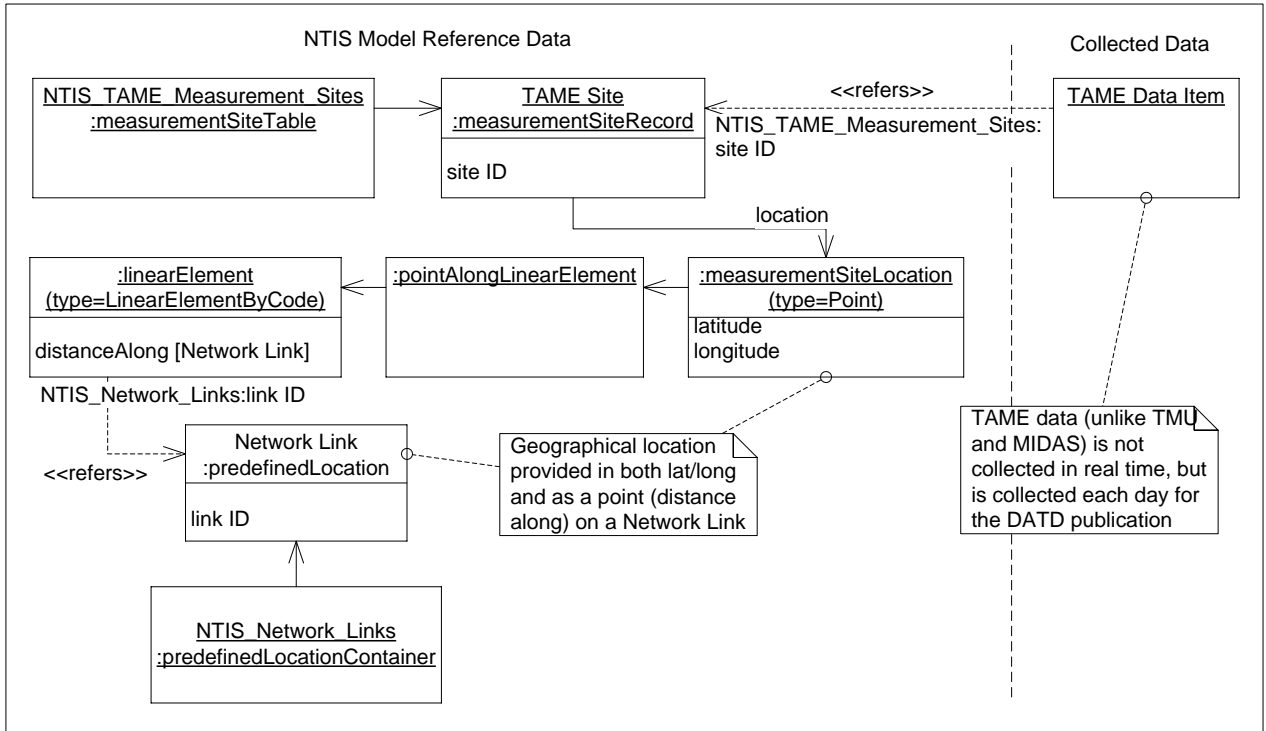 NTIS Model Reference Data
Collected Data
NTIS_TAME_Measurement_Sites
:measurementSiteTable
TAME Site
:measurementSiteRecord
site ID
<<refers>>
NTIS_TAME_Measurement_Sites:
site ID
TAME Data Item
location
:linearElement
(type=LinearElementByCode)
distanceAlong [Network Link]
:pointAlongLinearElement
:measurementSiteLocation
(type=Point)
latitude
longitude
NTIS_Network_Links:link ID
<<refers>>
Network Link
:predefinedLocation
link ID
Geographical location
provided in both lat/long
and as a point (distance
along) on a Network Link
TAME data (unlike TMU
and MIDAS) is not
collected in real time, but
is collected each day for
the DATD publication
NTIS_Network_Links
:predefinedLocationContainer